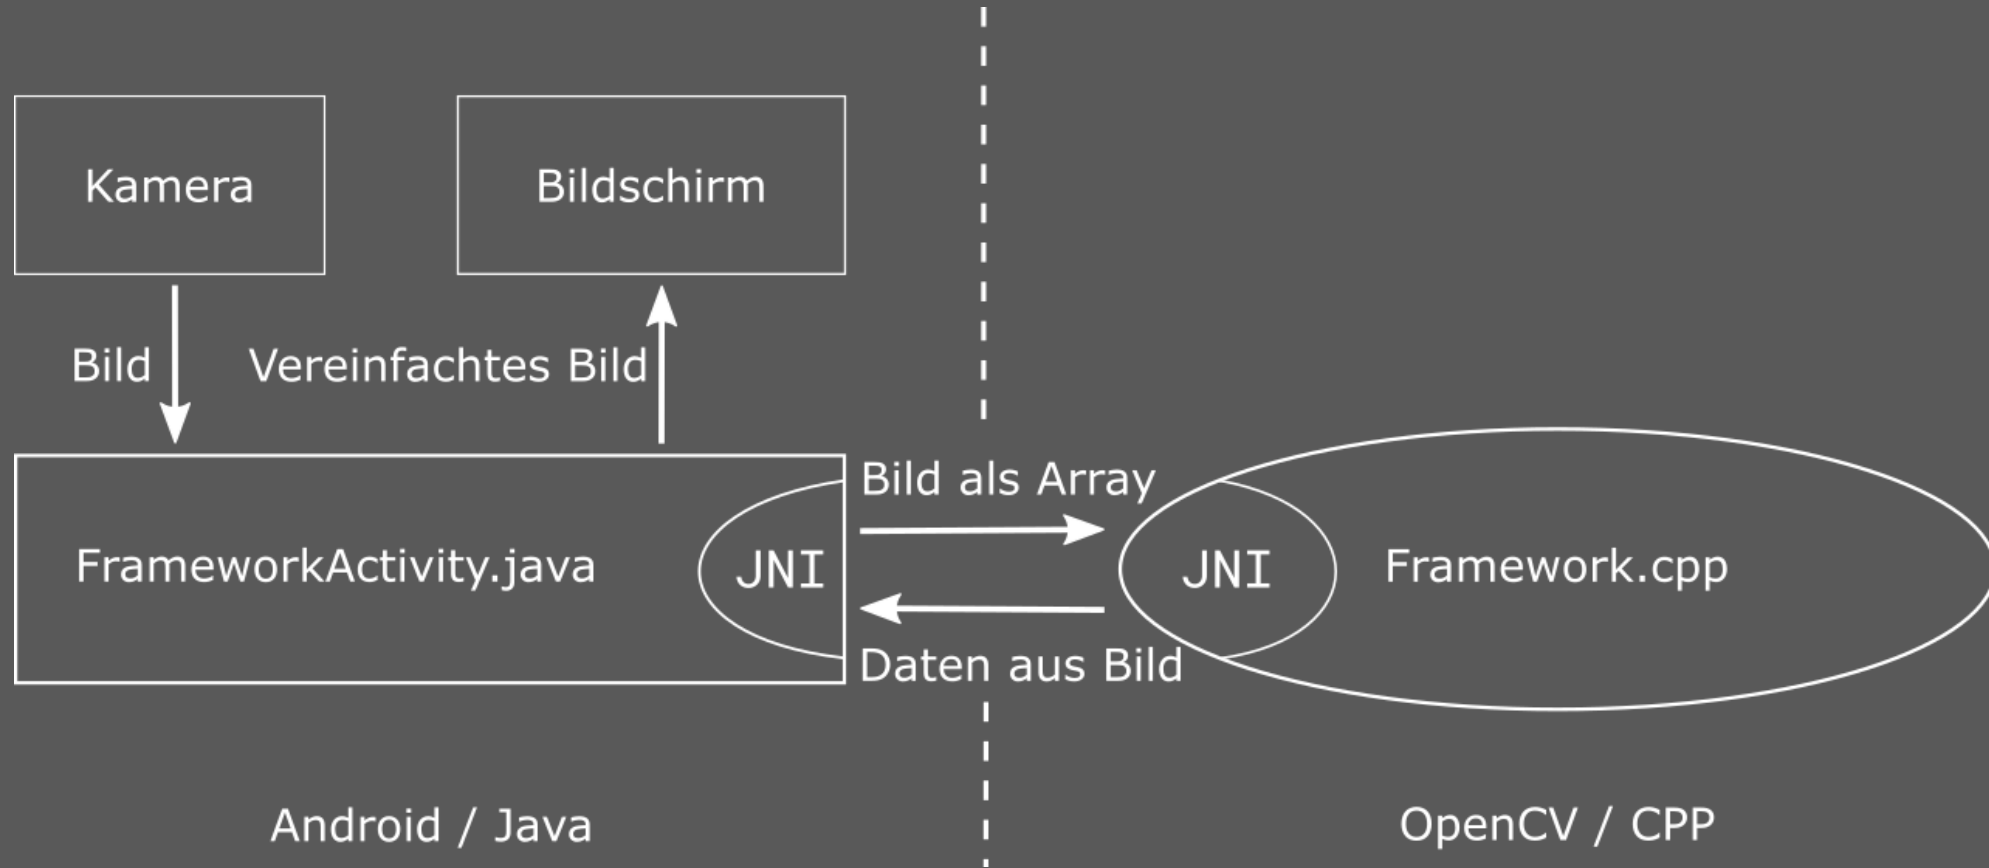 Kamera
Bildschirm
Bild
Vereinfachtes Bild
Bild als Array
FrameworkActivity.java
JNI
JNI
Framework.cpp
Daten aus Bild
Android / Java
OpenCV / CPP